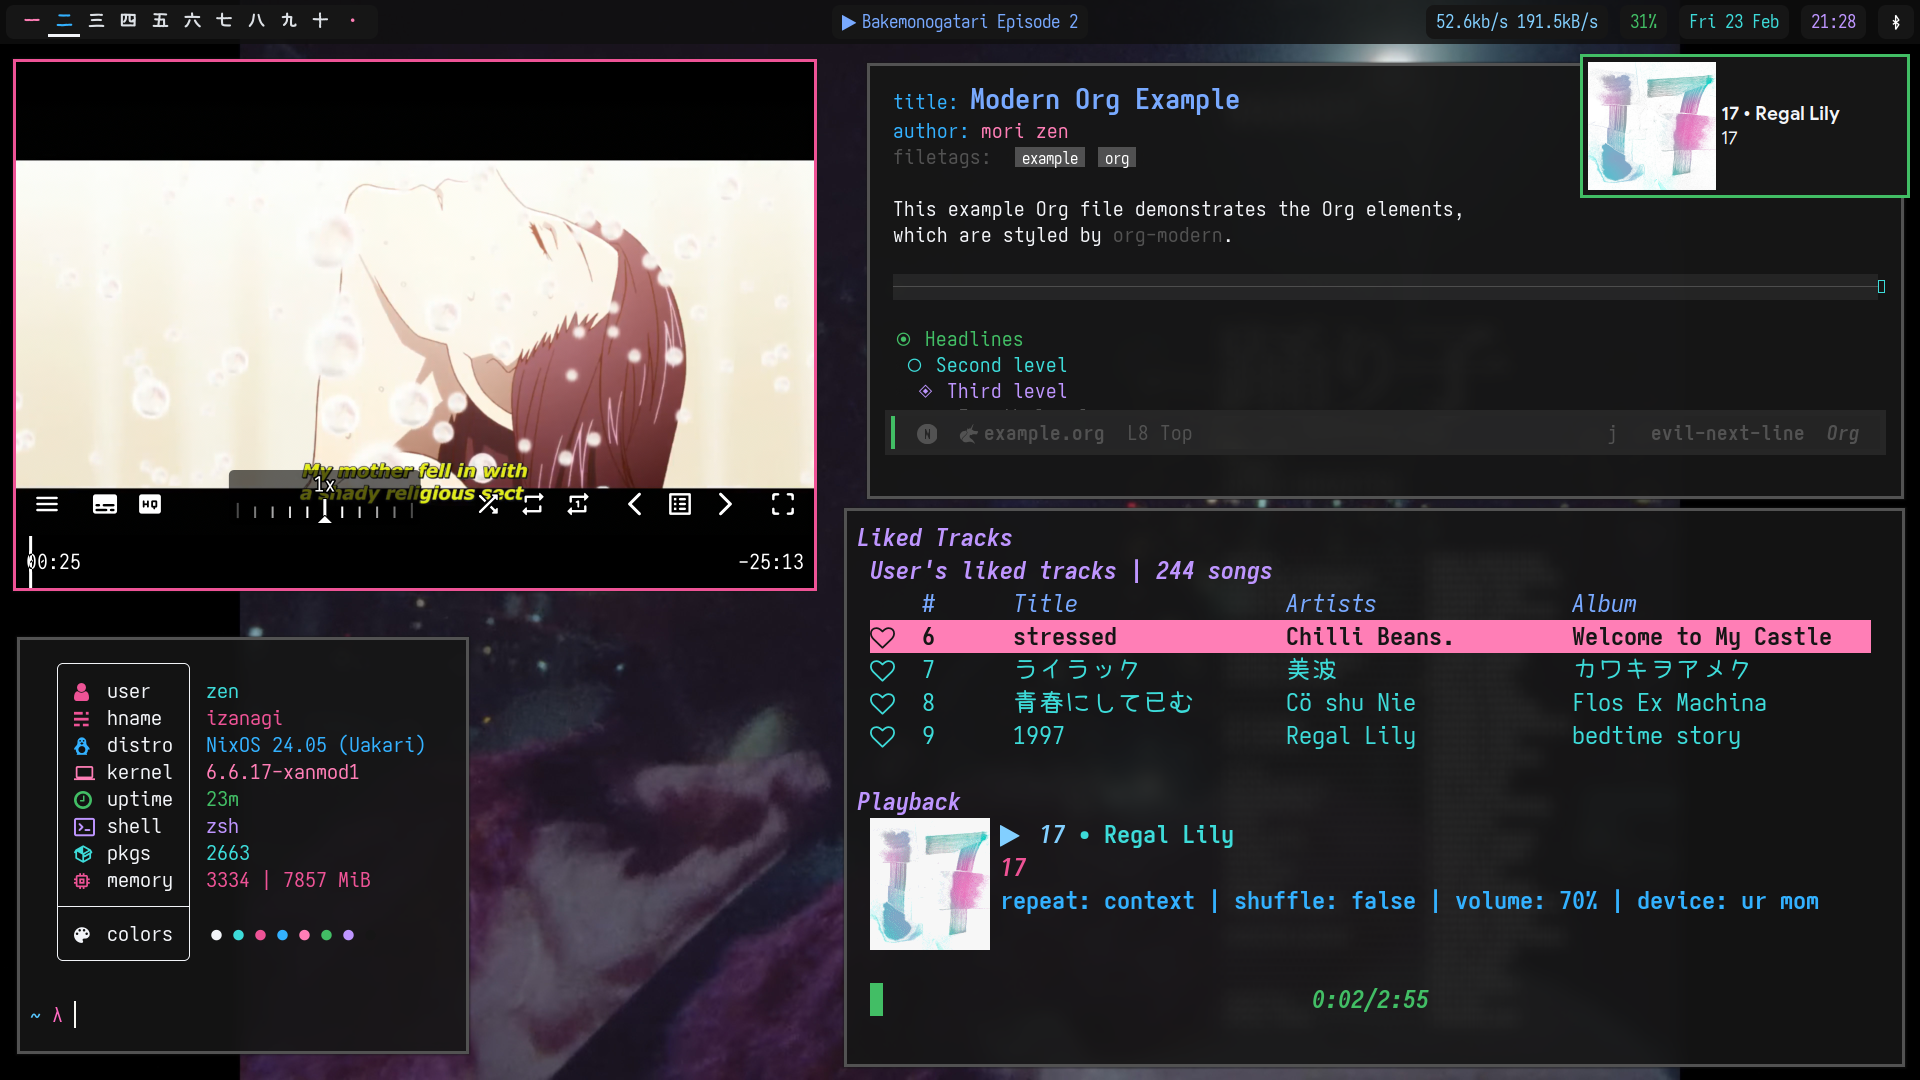 一 二 三 四 五 六 七 八 九 十 •
Bakemonogatari Episode 2
52.6kb/s 191.5kB/s 31% Fri 23 Feb 21:28
My mother fell in with
a shady religious sect
1x
HQ
00:25 -25:13
title: Modern Org Example
author: mori zen
filetags: example org
This example Org file demonstrates the Org elements,
which are styled by org-modern.
Headlines
Second level
Third level
N example.org L8 Top j evil-next-line Org
17 • Regal Lily
17
user zen
hname izanagi
distro NixOS 24.05 (Uakari)
kernel 6.6.17-xanmod1
uptime 23m
shell zsh
pkgs 2663
memory 3334 | 7857 MiB
colors
~ λ
Liked Tracks
User's liked tracks | 244 songs
# Title Artists Album
6 stressed Chilli Beans. Welcome to My Castle
7 ライラック 美波 カワキヲアメク
8 青春にして已む Cö shu Nie Flos Ex Machina
9 1997 Regal Lily bedtime story
Playback
17 • Regal Lily
17
repeat: context | shuffle: false | volume: 70% | device: ur mom
0:02/2:55